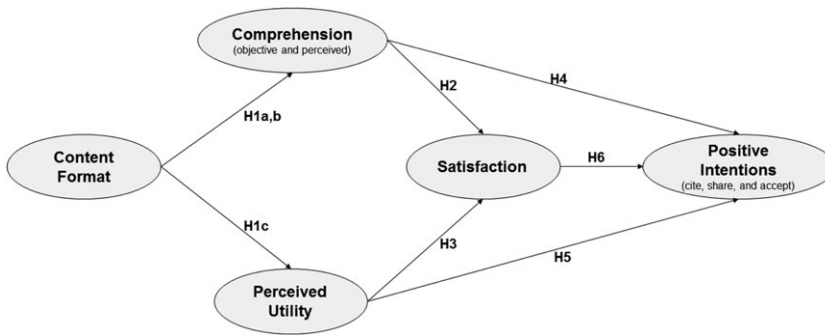 Comprehension
(objective and perceived)
H2
H4
H1a,b
Content
Format
Satisfaction
H6
Positive
Intentions
(cite, share, and accept)
H1c
H3
H5
Perceived
Utility